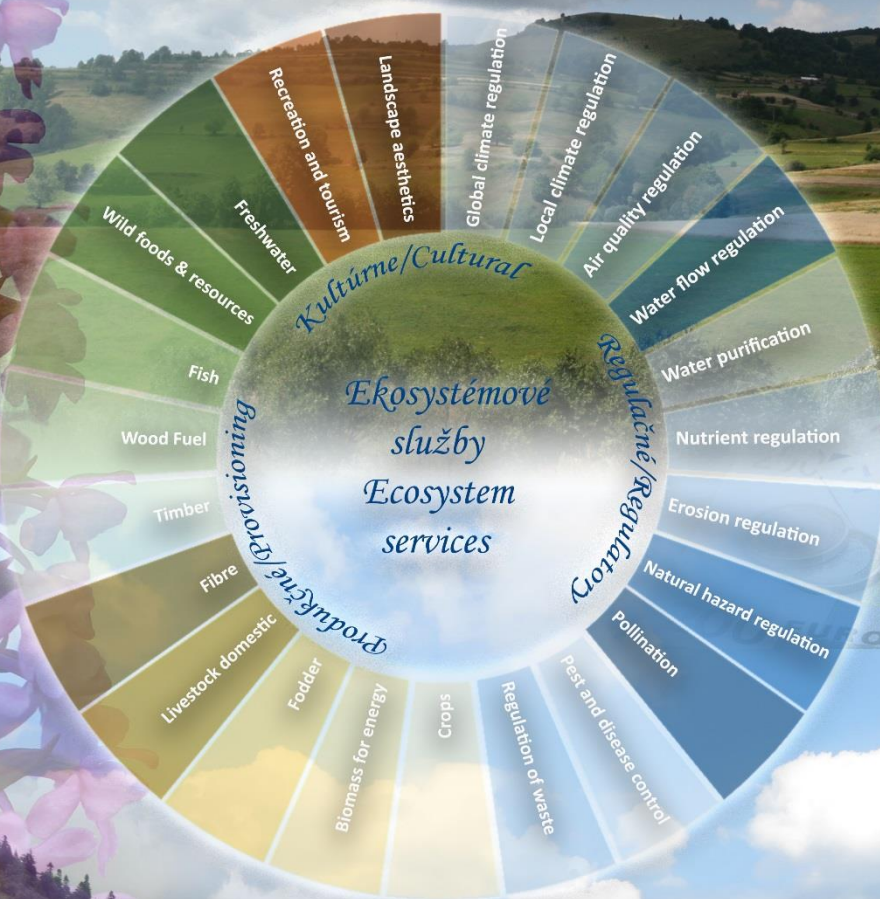 Ekosystémové
služby
Ecosystem
services
Kultúrne/Cultural
Regulačné/Regulatory
Produkčné/Provisioning
Global climate regulation
Local climate regulation
Air quality regulation
Water flow regulation
Water purification
Nutrient regulation
Erosion regulation
Natural hazard regulation
Pollination
Pest and disease control
Regulation of waste
Crops
Biomass for energy
Fodder
Livestock domestic
Fibre
Timber
Wood Fuel
Fish
Wild foods & resources
Freshwater
Recreation and tourism
Landscape aesthetics